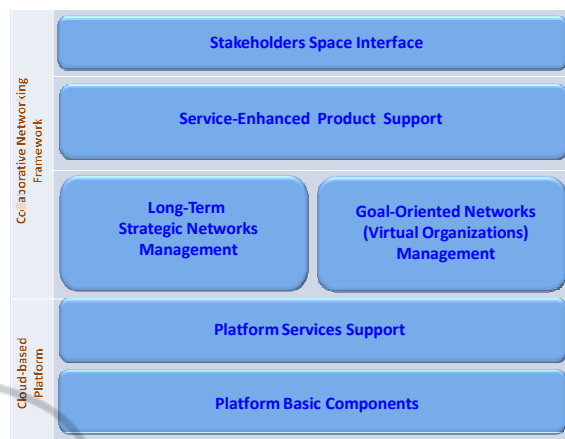 Stakeholders Space Interface
Service-Enhanced Product Support
Collaborative Networking
Framework
Long-Term
Strategic Networks
Management
Goal-Oriented Networks
(Virtual Organizations)
Management
Cloud-based
Platform
Platform Services Support
Platform Basic Components